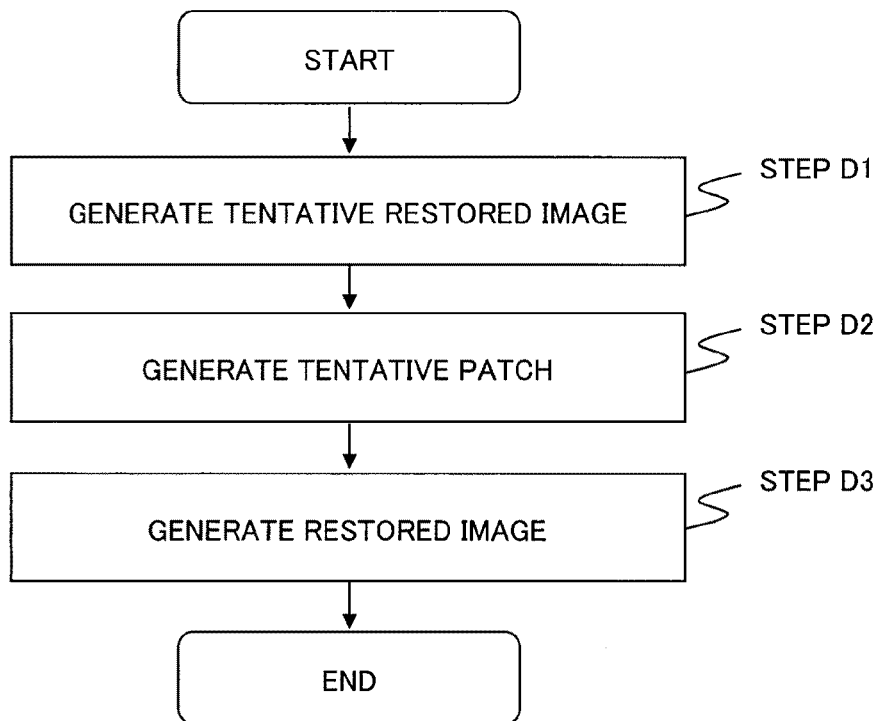 START
GENERATE TENTATIVE RESTORED IMAGE
STEP D1
GENERATE TENTATIVE PATCH
STEP D2
GENERATE RESTORED IMAGE
STEP D3
END